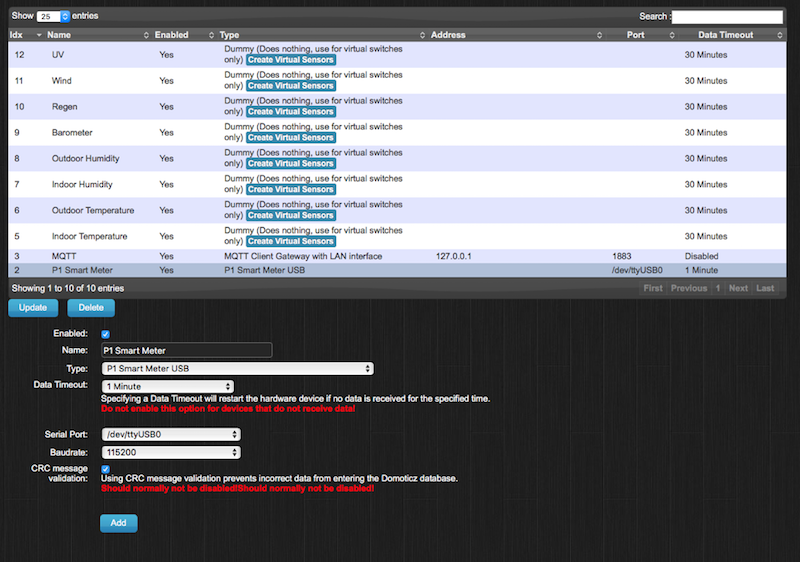 Show 25 entries Search :
Idx Name Enabled Type Address Port Data Timeout
12 UV Yes Dummy (Does nothing, use for virtual switches only) Create Virtual Sensors 30 Minutes
11 Wind Yes Dummy (Does nothing, use for virtual switches only) Create Virtual Sensors 30 Minutes
10 Regen Yes Dummy (Does nothing, use for virtual switches only) Create Virtual Sensors 30 Minutes
9 Barometer Yes Dummy (Does nothing, use for virtual switches only) Create Virtual Sensors 30 Minutes
8 Outdoor Humidity Yes Dummy (Does nothing, use for virtual switches only) Create Virtual Sensors 30 Minutes
7 Indoor Humidity Yes Dummy (Does nothing, use for virtual switches only) Create Virtual Sensors 30 Minutes
6 Outdoor Temperature Yes Dummy (Does nothing, use for virtual switches only) Create Virtual Sensors 30 Minutes
5 Indoor Temperature Yes Dummy (Does nothing, use for virtual switches only) Create Virtual Sensors 30 Minutes
3 MQTT Yes MQTT Client Gateway with LAN interface 127.0.0.1 1883 Disabled
2 P1 Smart Meter Yes P1 Smart Meter USB /dev/ttyUSB0 1 Minute
Showing 1 to 10 of 10 entries First Previous 1 Next Last
Update Delete
Enabled:
Name: P1 Smart Meter
Type: P1 Smart Meter USB
Data Timeout: 1 Minute
Specifying a Data Timeout will restart the hardware device if no data is received for the specified time.
Do not enable this option for devices that do not receive data!
Serial Port: /dev/ttyUSB0
Baudrate: 115200
CRC message validation:
Using CRC message validation prevents incorrect data from entering the Domoticz database.
Should normally not be disabled!Should normally not be disabled!
Add